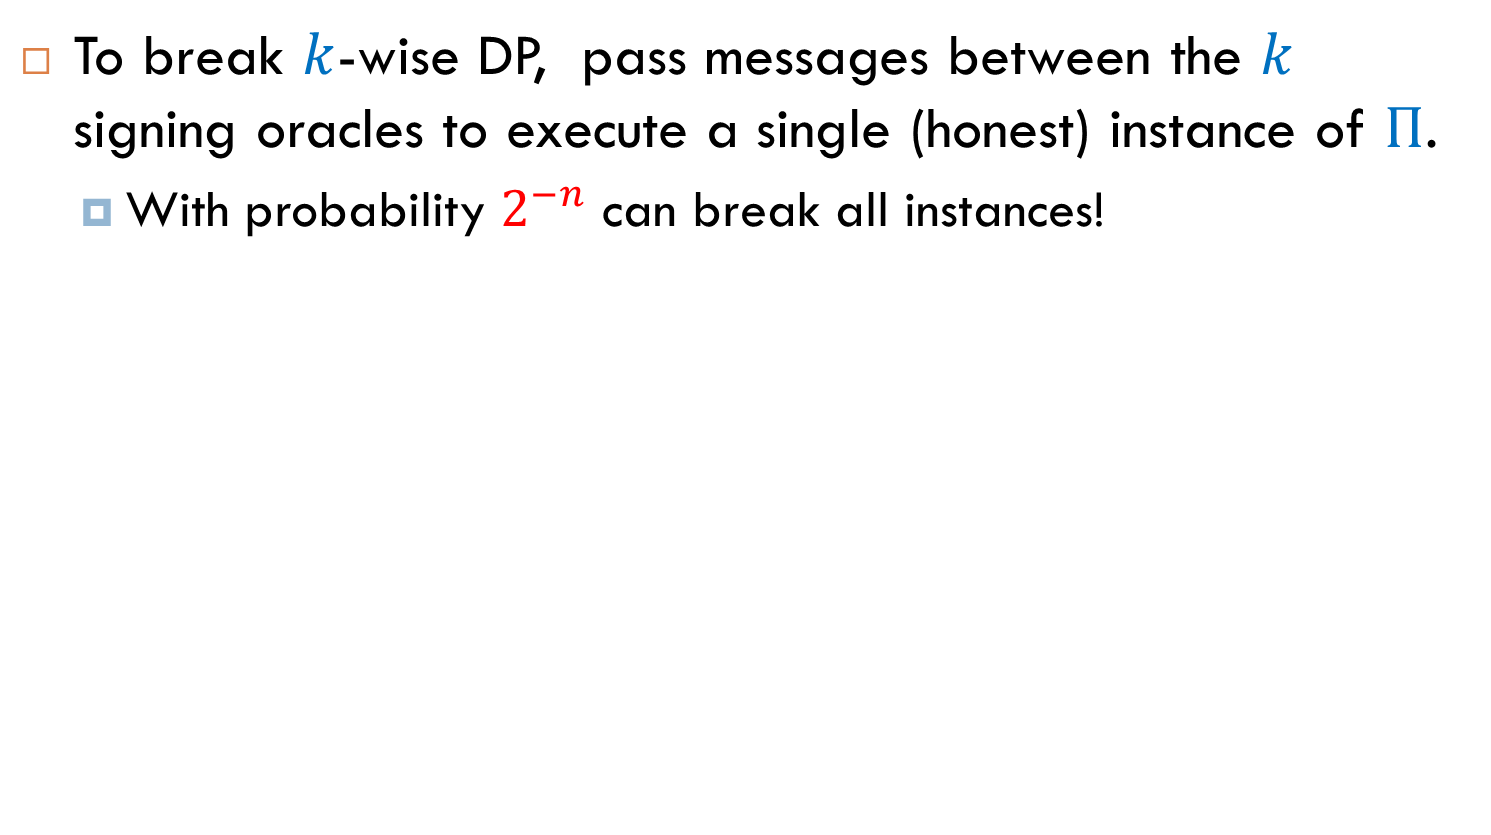 To break 𝑘-wise DP, pass messages between the 𝑘
signing oracles to execute a single (honest) instance of Π.
With probability 2⁻ⁿ can break all instances!